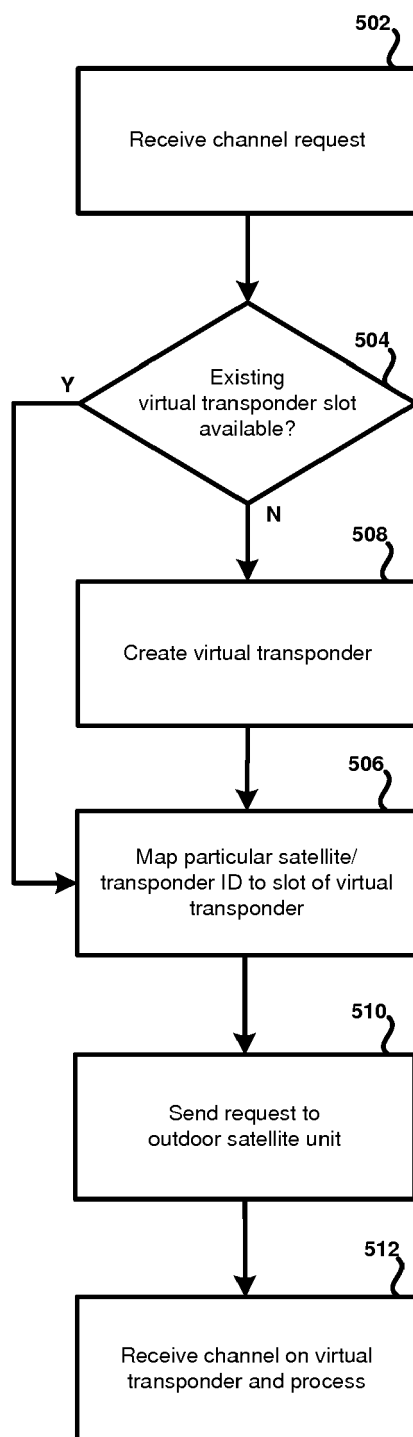 502
Receive channel request
504
Y
Existing
virtual transponder slot
available?
N
508
Create virtual transponder
506
Map particular satellite/
transponder ID to slot of virtual
transponder
510
Send request to
outdoor satellite unit
512
Receive channel on virtual
transponder and process